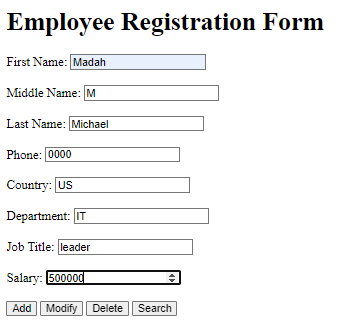 Employee Registration Form
First Name: Madah
Middle Name: M
Last Name: Michael
Phone: 0000
Country: US
Department: IT
Job Title: leader
Salary: 500000
Add Modify Delete Search